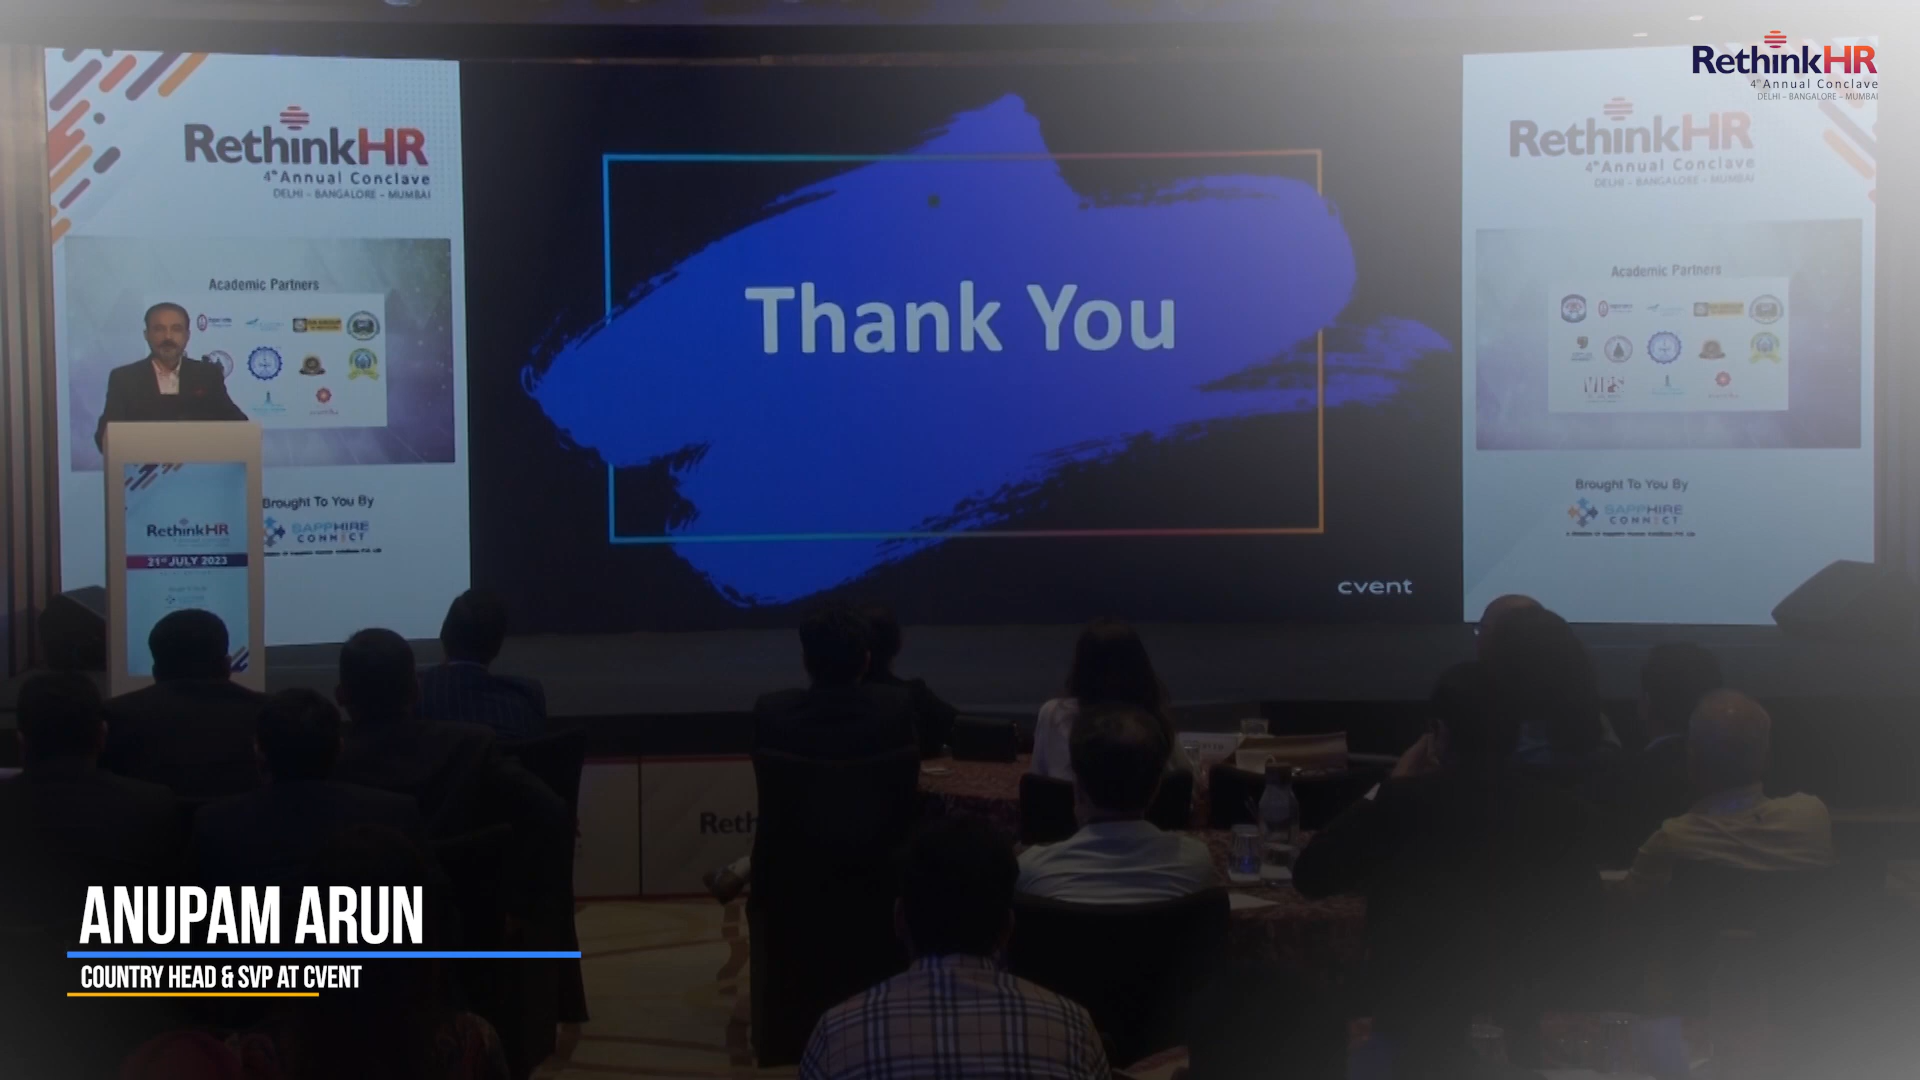 RethinkHR
4th Annual Conclave
DELHI – BANGALORE – MUMBAI
RethinkHR
4th Annual Conclave
DELHI – BANGALORE – MUMBAI
Academic Partners
Brought To You By
SAPPHIRE
CONNECT
RethinkHR
21st JULY 2023
Thank You
cvent
RethinkHR
4th Annual Conclave
DELHI – BANGALORE – MUMBAI
Academic Partners
VIPS
Brought To You By
SAPPHIRE
CONNECT
Reth
ANUPAM ARUN
COUNTRY HEAD & SVP AT CVENT